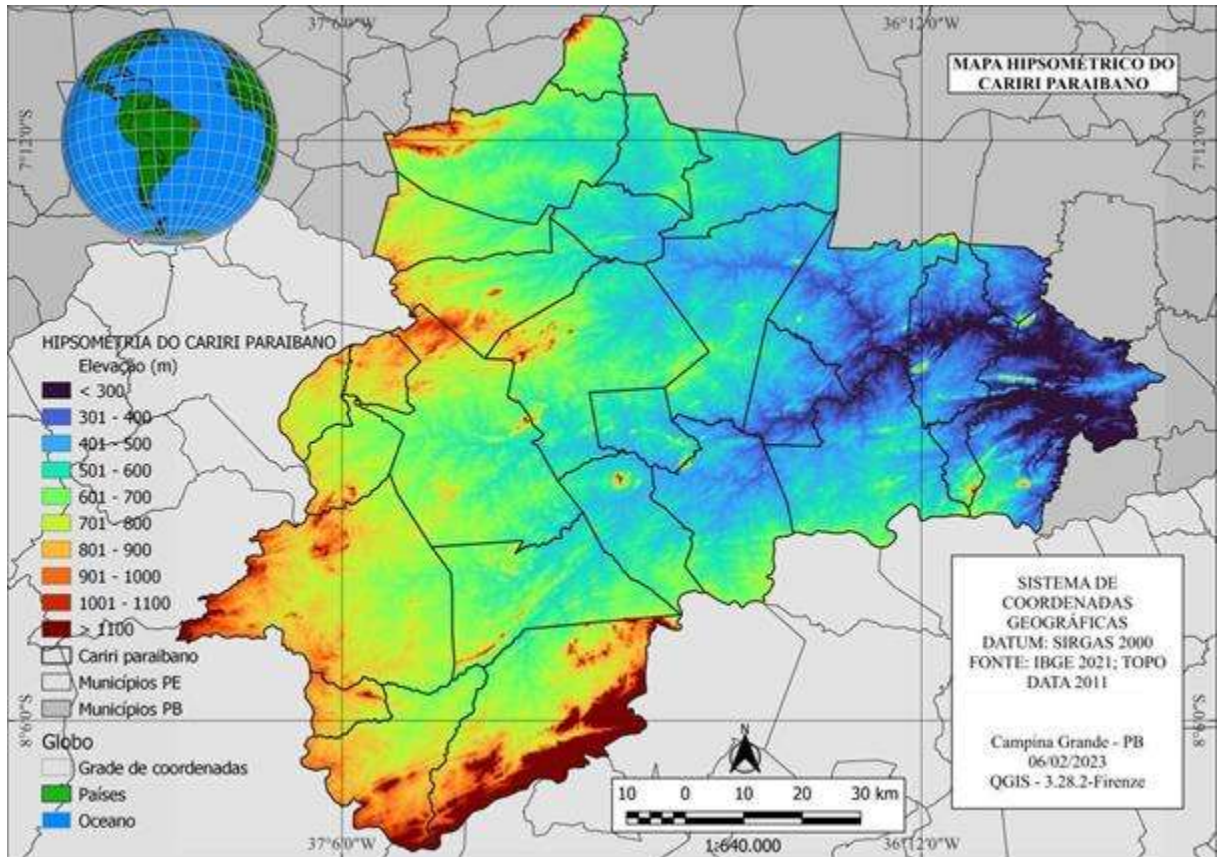 37°6'0"W
36°12'0"W
MAPA HIPSOMÉTRICO DO
CARIRI PARAIBANO
7°12'0"S
7°12'0"S
HIPSOMETRIA DO CARIRI PARAIBANO
Elevação (m)
< 300
301 - 400
401 - 500
501 - 600
601 - 700
701 - 800
801 - 900
901 - 1000
1001 - 1100
> 1100
Cariri paraibano
Municípios PE
Municípios PB
Globo
Grade de coordenadas
Países
Oceano
8°6'0"S
8°6'0"S
SISTEMA DE
COORDENADAS
GEOGRÁFICAS
DATUM: SIRGAS 2000
FONTE: IBGE 2021; TOPO
DATA 2011
Campina Grande - PB
06/02/2023
QGIS - 3.28.2-Firenze
N
10 0 10 20 30 km
1:640.000
37°6'0"W
36°12'0"W